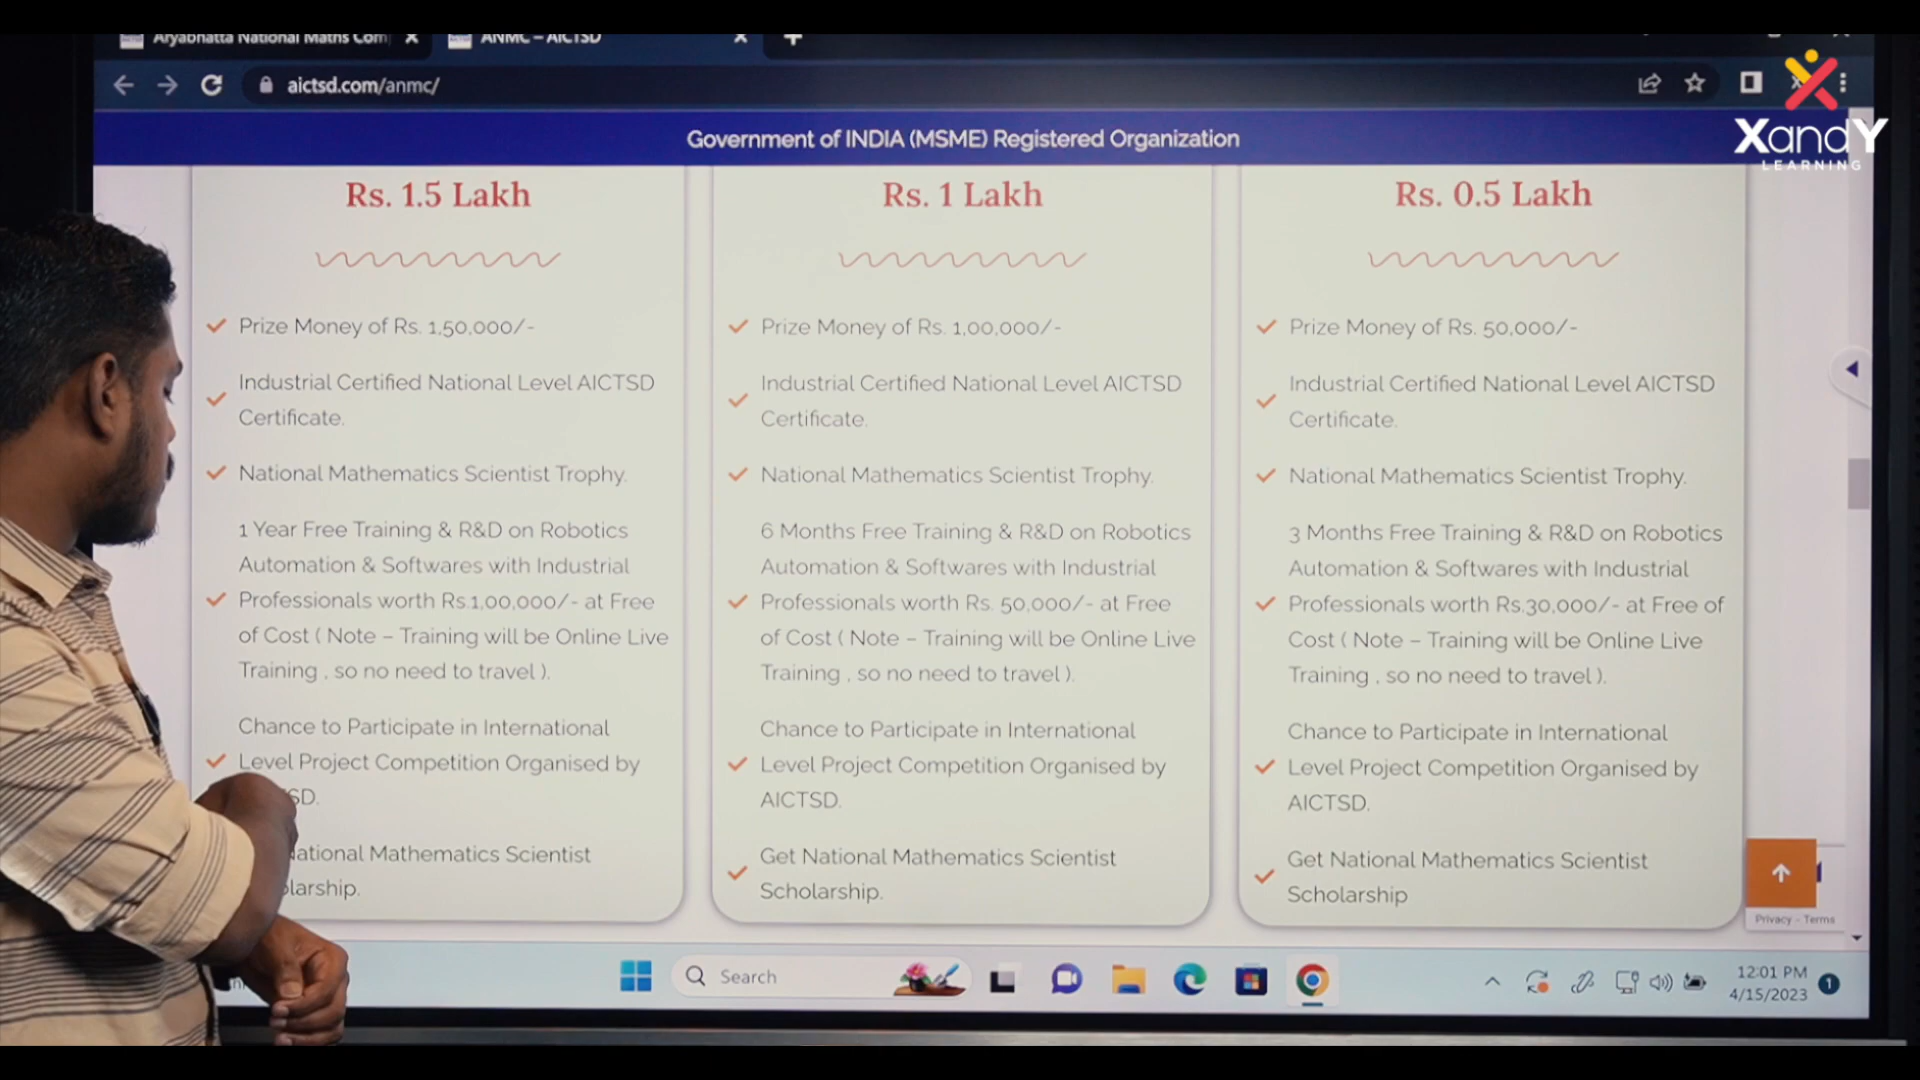 Aryabhatta National Maths Com
ANMC – AICTSD
aictsd.com/anmc/
XandY
LEARNING
Government of INDIA (MSME) Registered Organization
Rs. 1.5 Lakh
Prize Money of Rs. 1,50,000/-
Industrial Certified National Level AICTSD
Certificate.
National Mathematics Scientist Trophy.
1 Year Free Training & R&D on Robotics
Automation & Softwares with Industrial
Professionals worth Rs.1,00,000/- at Free
of Cost ( Note – Training will be Online Live
Training , so no need to travel ).
Chance to Participate in International
Level Project Competition Organised by
SD.
National Mathematics Scientist
larship.
Rs. 1 Lakh
Prize Money of Rs. 1,00,000/-
Industrial Certified National Level AICTSD
Certificate.
National Mathematics Scientist Trophy.
6 Months Free Training & R&D on Robotics
Automation & Softwares with Industrial
Professionals worth Rs. 50,000/- at Free
of Cost ( Note – Training will be Online Live
Training , so no need to travel ).
Chance to Participate in International
Level Project Competition Organised by
AICTSD.
Get National Mathematics Scientist
Scholarship.
Rs. 0.5 Lakh
Prize Money of Rs. 50,000/-
Industrial Certified National Level AICTSD
Certificate.
National Mathematics Scientist Trophy.
3 Months Free Training & R&D on Robotics
Automation & Softwares with Industrial
Professionals worth Rs.30,000/- at Free of
Cost ( Note – Training will be Online Live
Training , so no need to travel ).
Chance to Participate in International
Level Project Competition Organised by
AICTSD.
Get National Mathematics Scientist
Scholarship
Privacy - Terms
Search
12:01 PM
4/15/2023
1